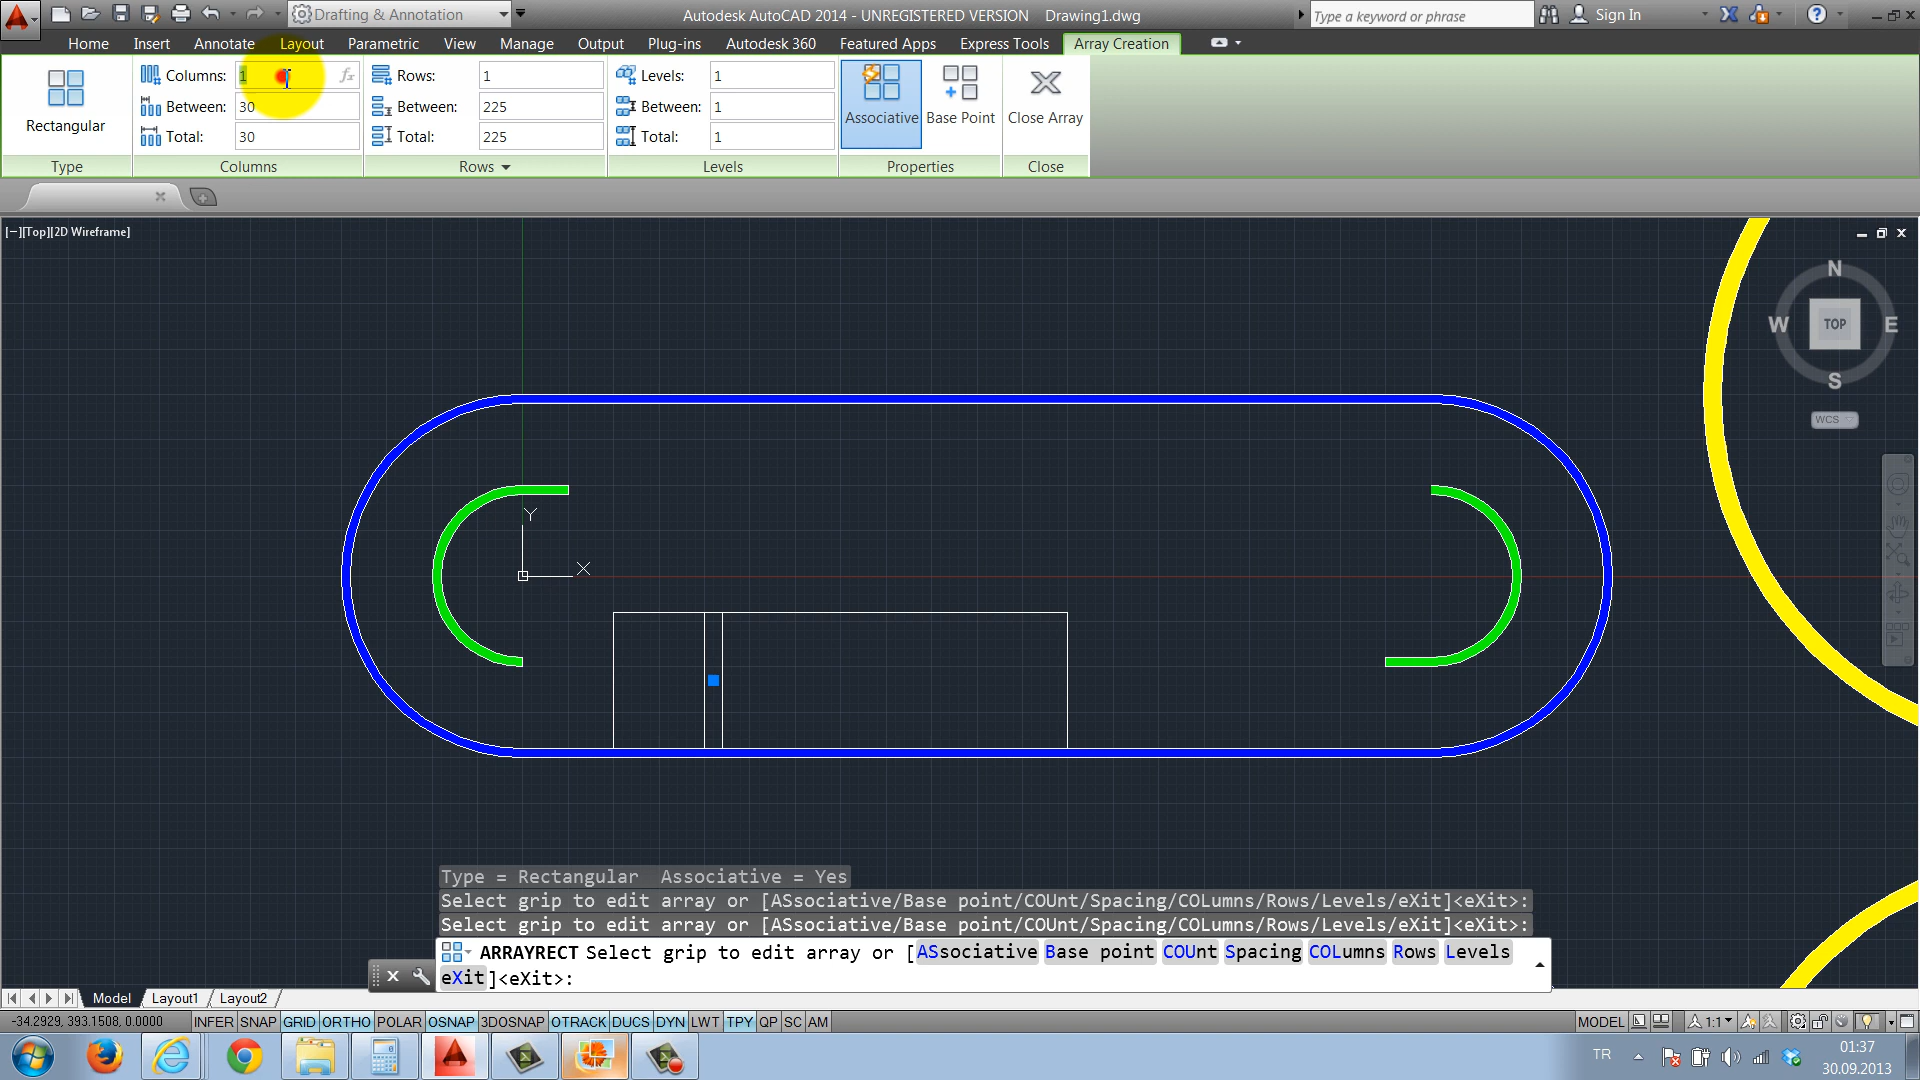 Drafting & Annotation
Autodesk AutoCAD 2014 - UNREGISTERED VERSION Drawing1.dwg
Type a keyword or phrase
Sign In
Home Insert Annotate Layout Parametric View Manage Output Plug-ins Autodesk 360 Featured Apps Express Tools Array Creation
Columns: 1 Rows: 1 Levels: 1
Between: 30 Between: 225 Between: 1
Total: 30 Total: 225 Total: 1
Rectangular
Associative Base Point Close Array
Type Columns Rows Levels Properties Close
[−][Top][2D Wireframe]
N
W TOP E
S
WCS
Y
X
Type = Rectangular Associative = Yes
Select grip to edit array or [ASsociative/Base point/COUnt/Spacing/COLumns/Rows/Levels/eXit]<eXit>:
Select grip to edit array or [ASsociative/Base point/COUnt/Spacing/COLumns/Rows/Levels/eXit]<eXit>:
ARRAYRECT Select grip to edit array or [ASsociative Base point COUnt Spacing COLumns Rows Levels
eXit]<eXit>:
Model Layout1 Layout2
-34.2929, 393.1508, 0.0000 INFER SNAP GRID ORTHO POLAR OSNAP 3DOSNAP OTRACK DUCS DYN LWT TPY QP SC AM MODEL 1:1
TR
01:37
30.09.2013